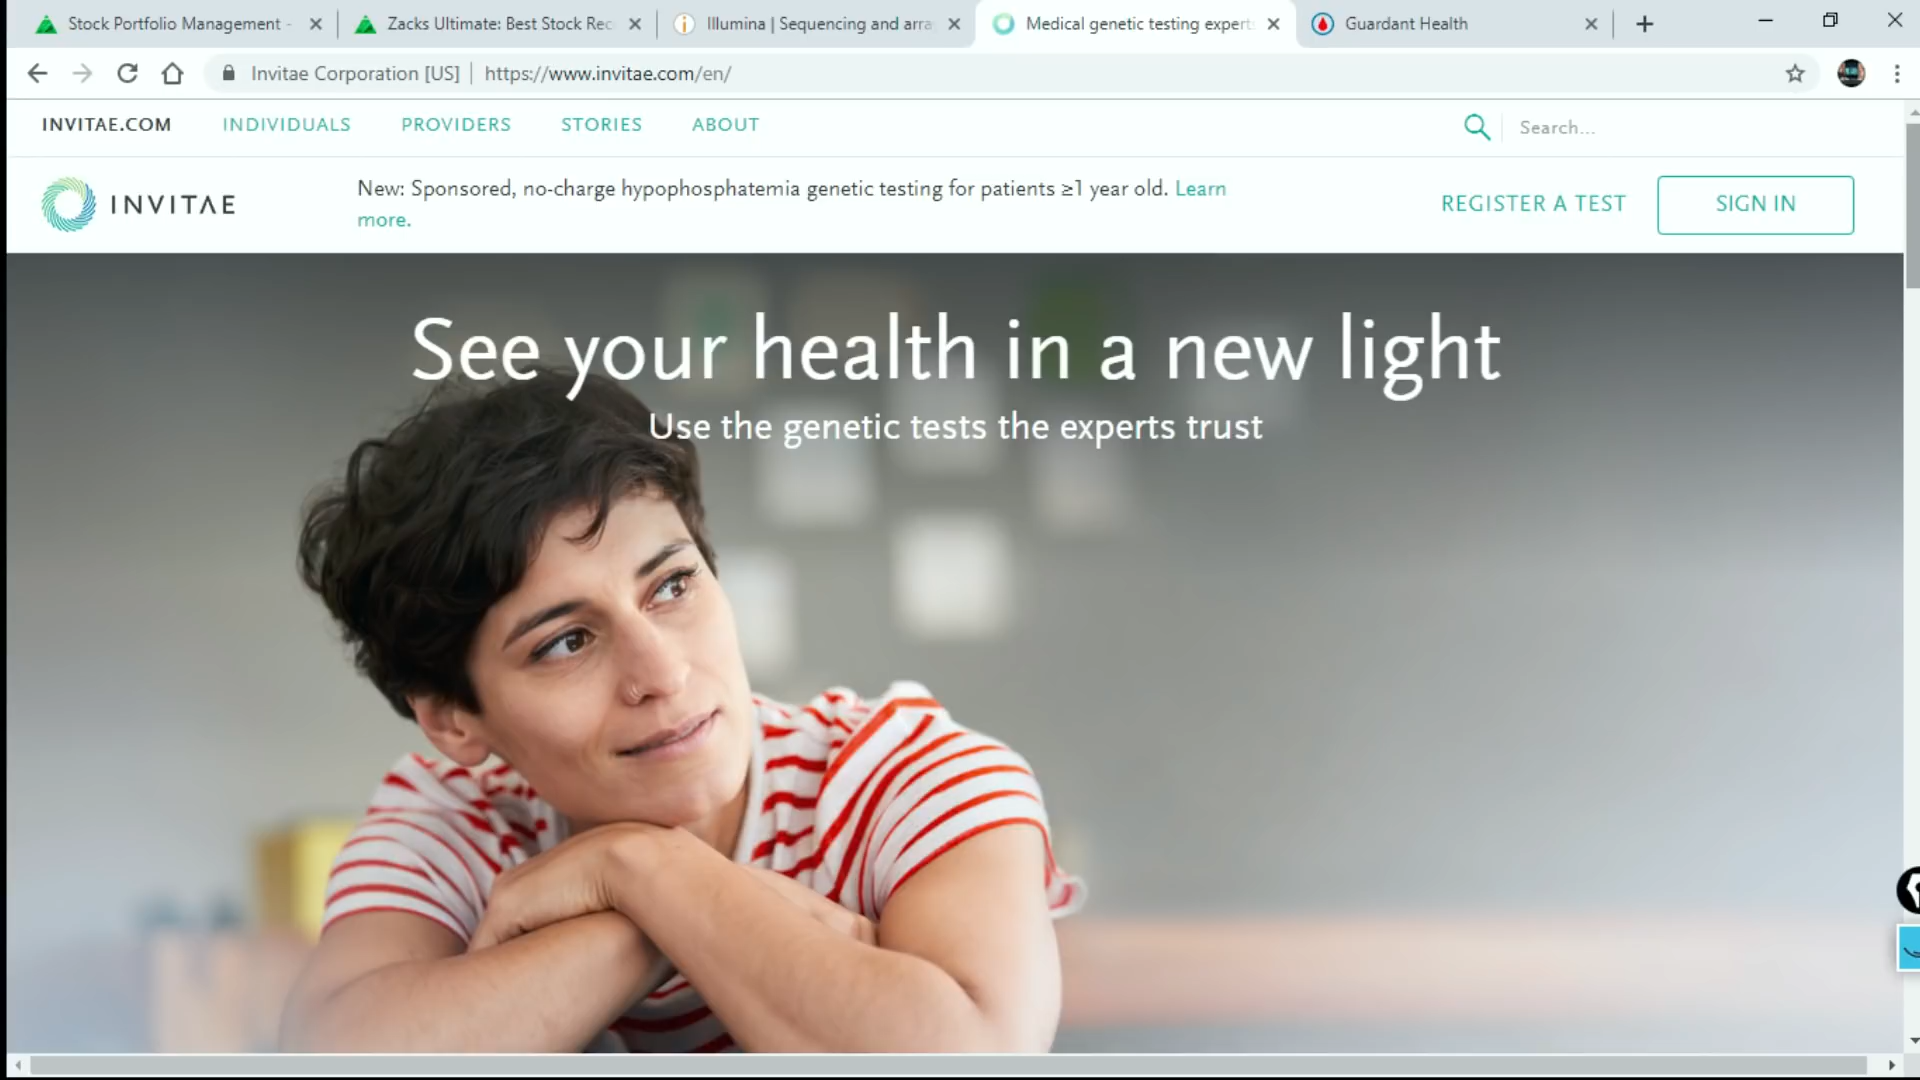 Stock Portfolio Management -
Zacks Ultimate: Best Stock Rec
Illumina | Sequencing and arra
Medical genetic testing expert
Guardant Health
Invitae Corporation [US] | https://www.invitae.com/en/
INVITAE.COM INDIVIDUALS PROVIDERS STORIES ABOUT Search...
INVITAE
New: Sponsored, no-charge hypophosphatemia genetic testing for patients ≥1 year old. Learn
more.
REGISTER A TEST SIGN IN
See your health in a new light
Use the genetic tests the experts trust